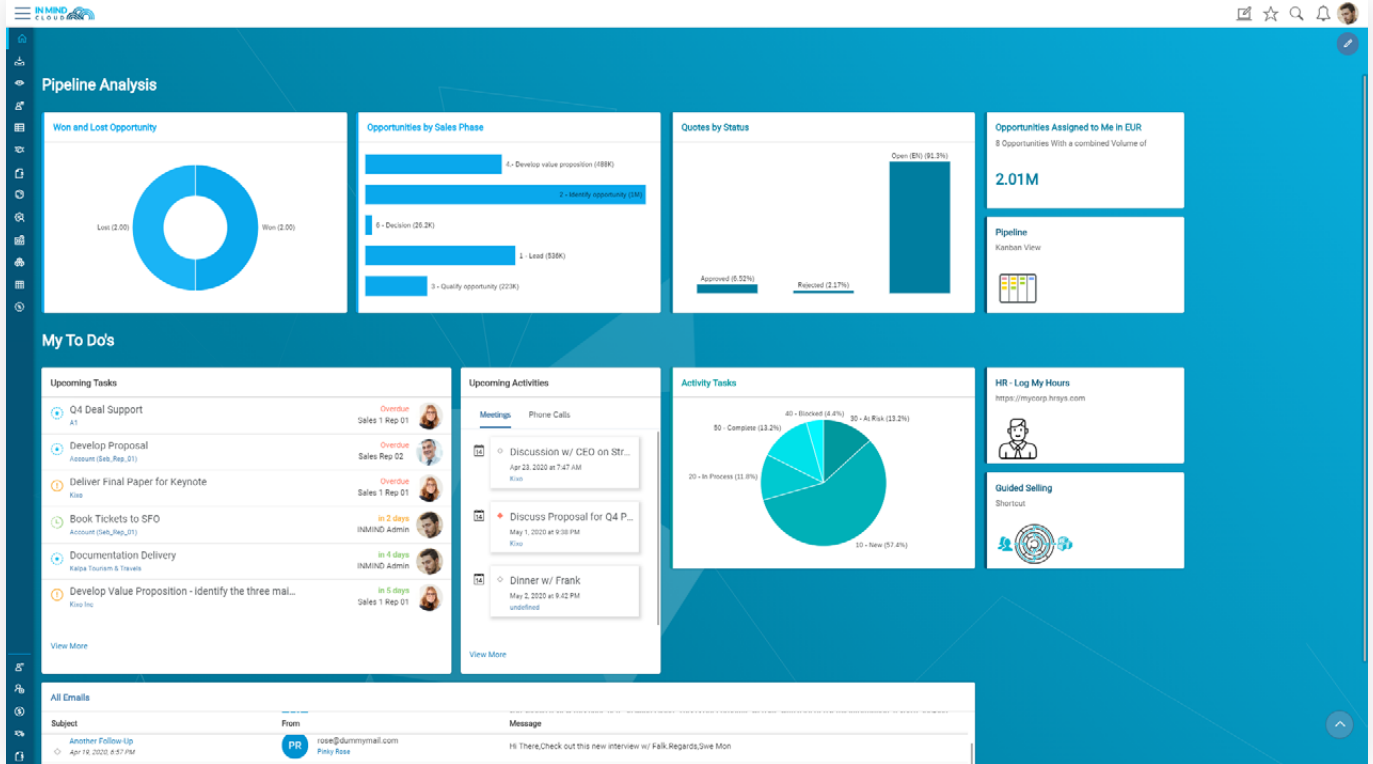 IN MIND
CLOUD
Pipeline Analysis
Won and Lost Opportunity
Lost (2.00)
Won (2.00)
Opportunities by Sales Phase
4.- Develop value proposition (488K)
2 - Identify opportunity (1M)
6 - Decision (26.2K)
1 - Lead (538K)
3 - Qualify opportunity (223K)
Quotes by Status
Open (EN) (91.3%)
Approved (6.52%)
Rejected (2.17%)
Opportunities Assigned to Me in EUR
8 Opportunities With a combined Volume of
2.01M
Pipeline
Kanban View
My To Do's
Upcoming Tasks
Q4 Deal Support
A1
Overdue
Sales 1 Rep 01
Develop Proposal
Account (Seb_Rep_01)
Overdue
Sales Rep 02
Deliver Final Paper for Keynote
Kixo
Overdue
Sales 1 Rep 01
Book Tickets to SFO
Account (Seb_Rep_01)
in 2 days
INMIND Admin
Documentation Delivery
Kalpa Tourism & Travels
in 4 days
INMIND Admin
Develop Value Proposition - identify the three mai...
Kixo Inc
in 5 days
Sales 1 Rep 01
View More
Upcoming Activities
Meetings
Phone Calls
14
Discussion w/ CEO on Str...
Apr 23, 2020 at 7:47 AM
Kixo
14
Discuss Proposal for Q4 P...
May 1, 2020 at 9:38 PM
Kixo
14
Dinner w/ Frank
May 2, 2020 at 9:42 PM
undefined
View More
Activity Tasks
40 - Blocked (4.4%)
30 - At Risk (13.2%)
50 - Complete (13.2%)
20 - In Process (11.8%)
10 - New (57.4%)
HR - Log My Hours
https://mycorp.hrsys.com
Guided Selling
Shortcut
All Emails
Subject
From
Message
Another Follow-Up
Apr 19, 2020, 6:57 PM
PR
rose@dummymail.com
Pinky Rose
Hi There,Check out this new interview w/ Falk.Regards,Swe Mon